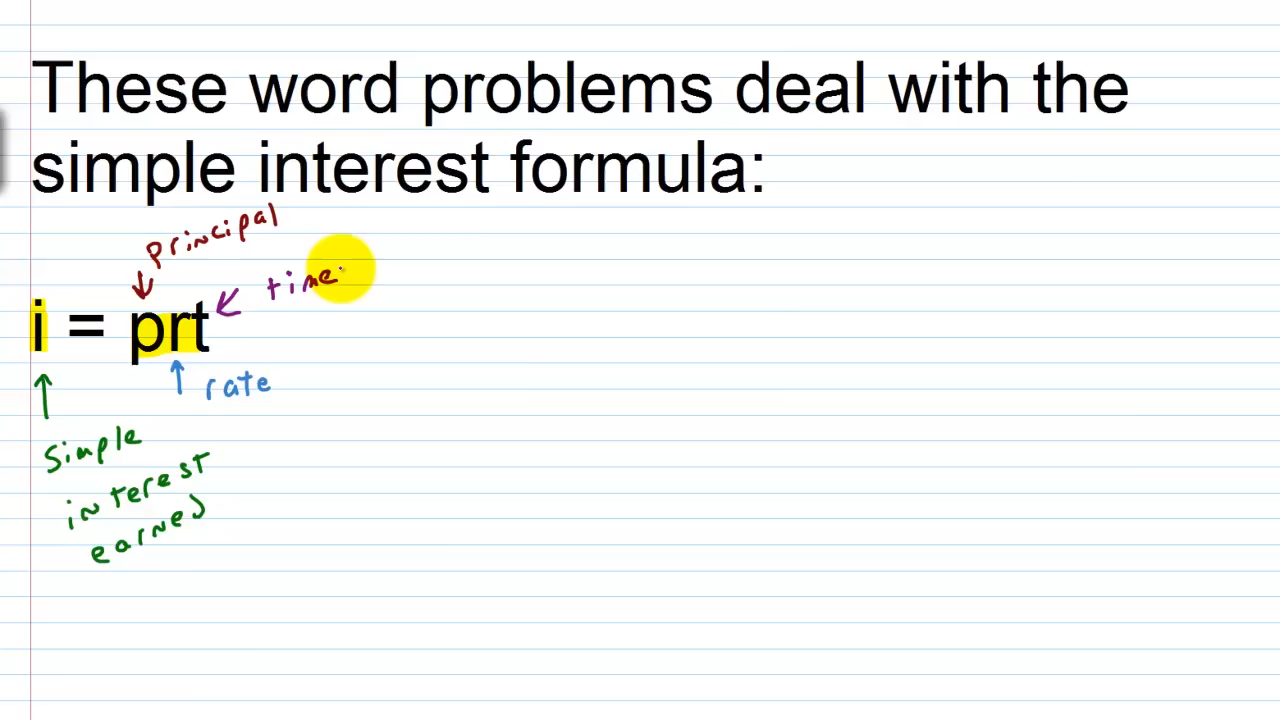 These word problems deal with the
simple interest formula:
principal
time
i = prt
rate
Simple
interest
earned